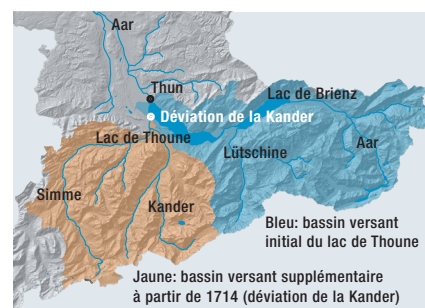 Aar
Thun
Lac de Brienz
Déviation de la Kander
Lac de Thoune
Lütschine
Aar
Simme
Kander
Bleu: bassin versant
initial du lac de Thoune
Jaune: bassin versant supplémentaire
à partir de 1714 (déviation de la Kander)